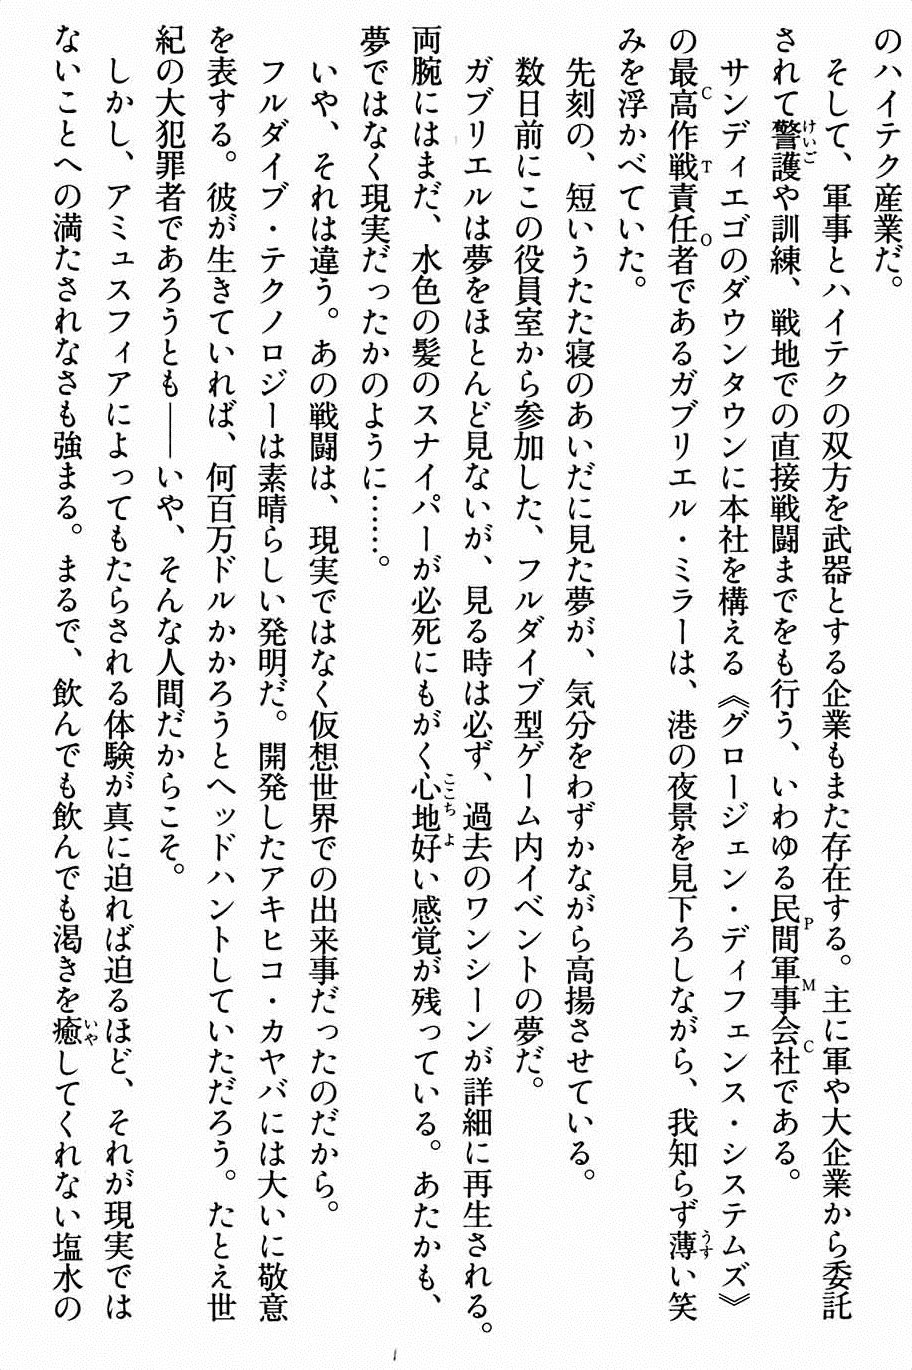 のハイテク産業だ。
そして、軍事とハイテクの双方を武器とする企業もまた存在する。主に軍や大企業から委託
されて警護や訓練、戦地での直接戦闘までをも行う、いわゆる民間軍事会社である。
サンディエゴのダウンタウンに本社を構える《グロージェン・ディフェンス・システムズ》
の最高作戦責任者であるガブリエル・ミラーは、港の夜景を見下ろしながら、我知らず薄い笑
みを浮かべていた。
先刻の、短いうたた寝のあいだに見た夢が、気分をわずかながら高揚させている。
数日前にこの役員室から参加した、フルダイブ型ゲーム内イベントの夢だ。
ガブリエルは夢をほとんど見ないが、見る時は必ず、過去のワンシーンが詳細に再生される。
両腕にはまだ、水色の髪のスナイパーが必死にもがく心地好い感覚が残っている。あたかも、
夢ではなく現実だったかのように……。
いや、それは違う。あの戦闘は、現実ではなく仮想世界での出来事だったのだから。
フルダイブ・テクノロジーは素晴らしい発明だ。開発したアキヒコ・カヤバには大いに敬意
を表する。彼が生きていれば、何百万ドルかかろうとヘッドハントしていただろう。たとえ世
紀の大犯罪者であろうとも――いや、そんな人間だからこそ。
しかし、アミュスフィアによってもたらされる体験が真に迫れば迫るほど、それが現実では
ないことへの満たされなさも強まる。まるで、飲んでも飲んでも渇きを癒してくれない塩水の